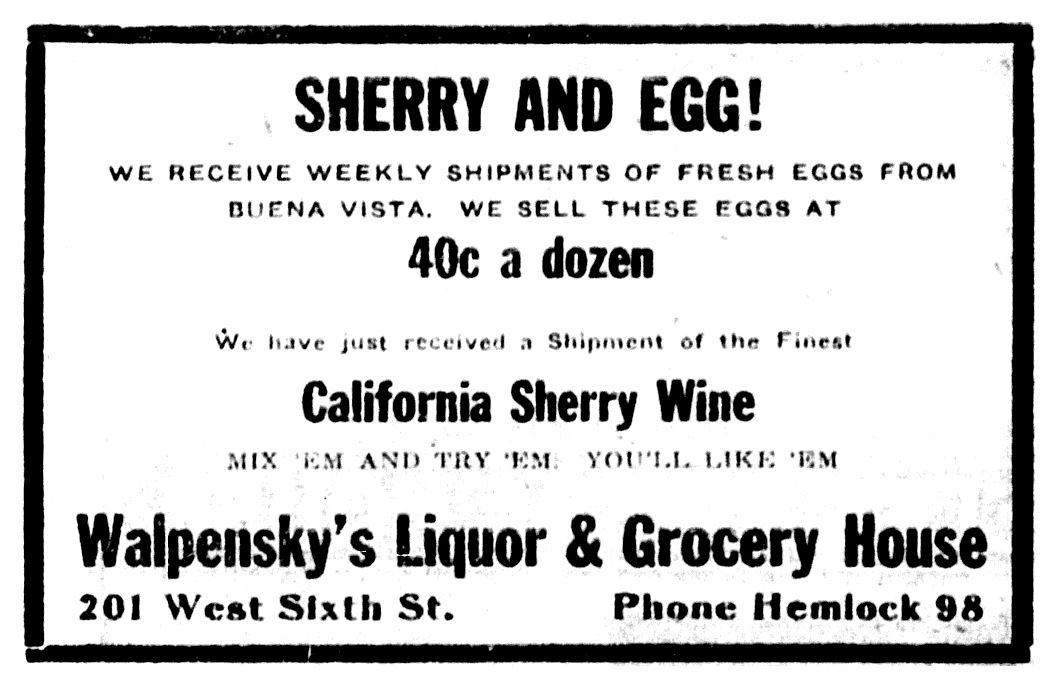 SHERRY AND EGG!
WE RECEIVE WEEKLY SHIPMENTS OF FRESH EGGS FROM
BUENA VISTA. WE SELL THESE EGGS AT
40c a dozen
We have just received a Shipment of the Finest
California Sherry Wine
MIX 'EM AND TRY 'EM. YOU'LL LIKE 'EM
Walpensky's Liquor & Grocery House
201 West Sixth St. Phone Hemlock 98